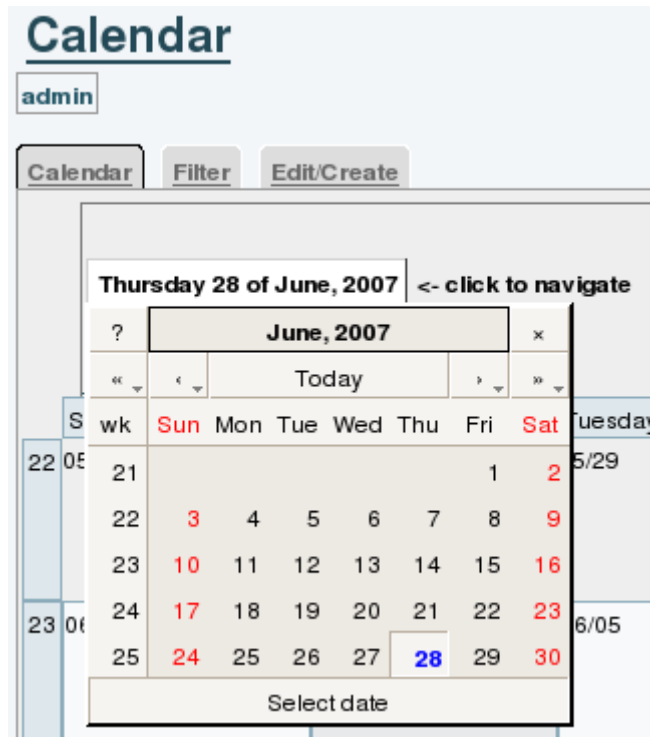 Calendar
admin
Calendar Filter Edit/Create
Thursday 28 of June, 2007 <- click to navigate
? June, 2007 ×
« ‹ Today › »
wk Sun Mon Tue Wed Thu Fri Sat
21 1 2
22 3 4 5 6 7 8 9
23 10 11 12 13 14 15 16
24 17 18 19 20 21 22 23
25 24 25 26 27 28 29 30
Select date
S Tuesday
22 05 5/29
23 06 6/05